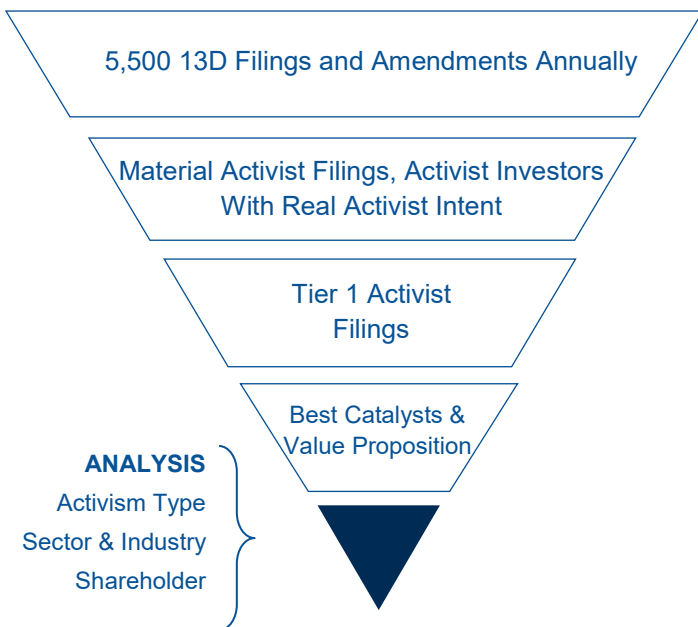 5,500 13D Filings and Amendments Annually
Material Activist Filings, Activist Investors
With Real Activist Intent
Tier 1 Activist
Filings
Best Catalysts &
Value Proposition
ANALYSIS
Activism Type
Sector & Industry
Shareholder